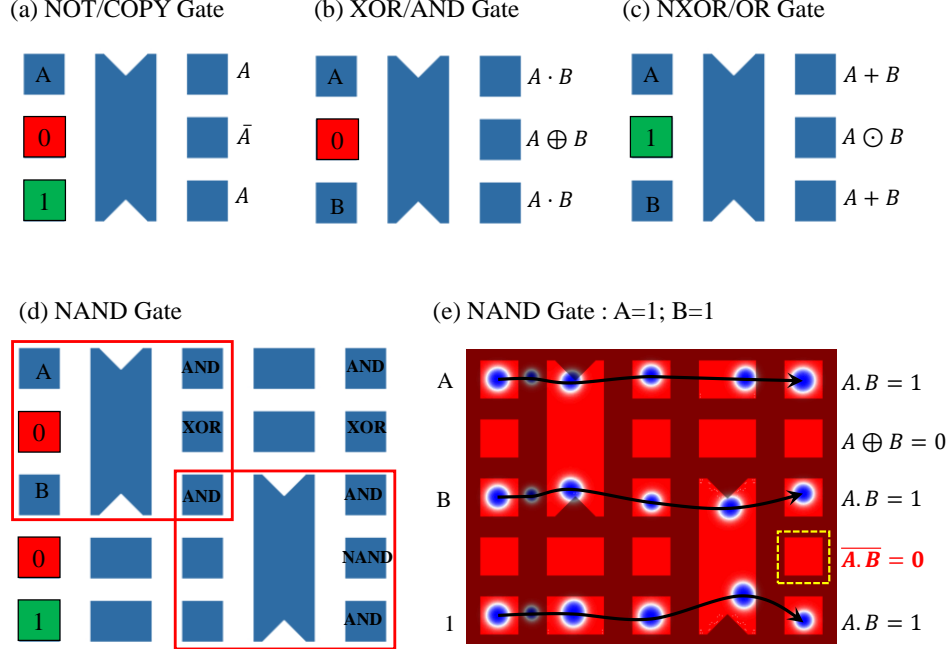 (a) NOT/COPY Gate
A
A
0
Ā
1
A
(b) XOR/AND Gate
A
A · B
0
A ⊕ B
B
A · B
(c) NXOR/OR Gate
A
A + B
1
A ⊙ B
B
A + B
(d) NAND Gate
A AND AND
0 XOR XOR
B AND AND
0 NAND
1 AND
(e) NAND Gate : A=1; B=1
A A.B = 1
A ⊕ B = 0
B A.B = 1
A̅.̅B̅ = 0
1 A.B = 1